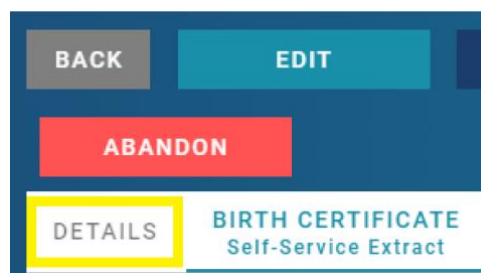 BACK
EDIT
ABANDON
DETAILS
BIRTH CERTIFICATE
Self-Service Extract